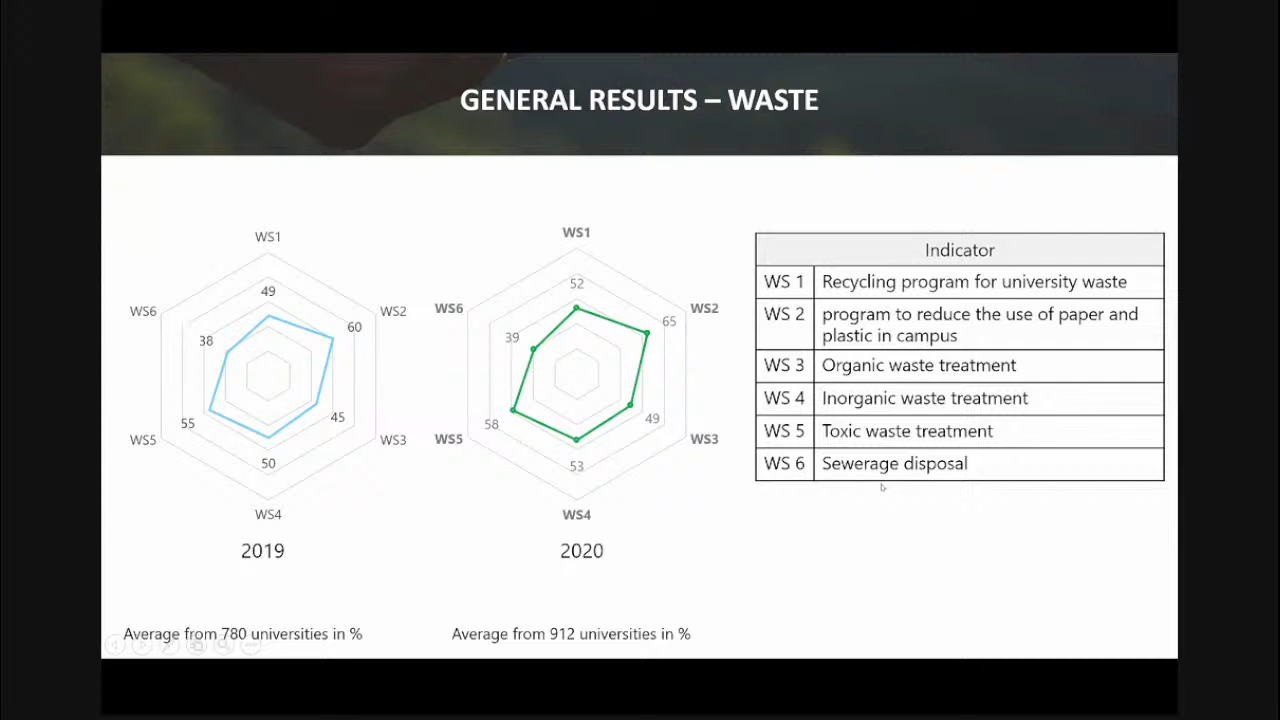 GENERAL RESULTS – WASTE
WS1
49
WS6
WS2
60
38
55
45
WS5
WS3
50
WS4
2019
Average from 780 universities in %
WS1
52
WS6
WS2
65
39
58
49
WS5
WS3
53
WS4
2020
Average from 912 universities in %
Indicator
WS 1 Recycling program for university waste
WS 2 program to reduce the use of paper and
plastic in campus
WS 3 Organic waste treatment
WS 4 Inorganic waste treatment
WS 5 Toxic waste treatment
WS 6 Sewerage disposal